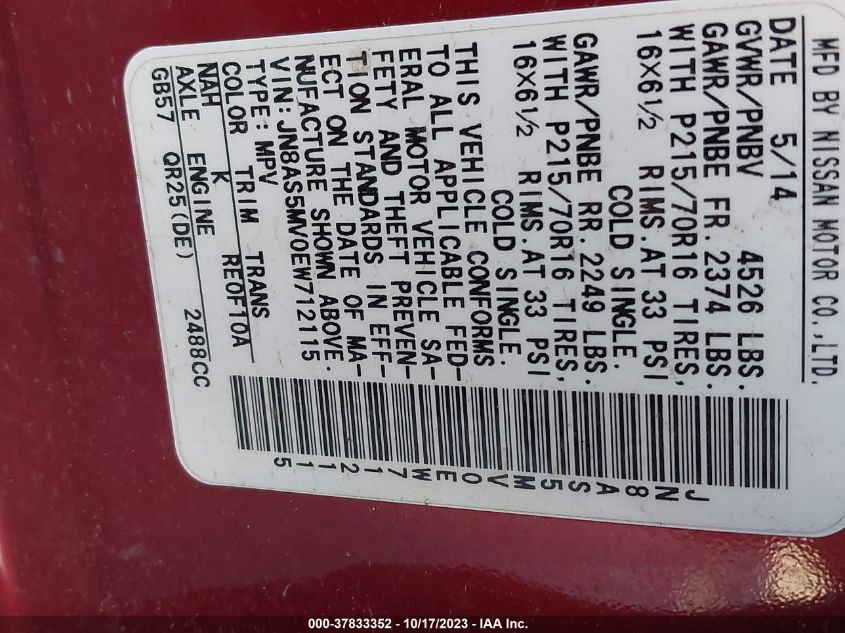 MFD BY NISSAN MOTOR CO.,LTD.
DATE 5/14
GVWR/PNBV 4526 LBS.
GAWR/PNBE FR. 2374 LBS.
WITH P215/70R16 TIRES,
16X6½ RIMS.AT 33 PSI
COLD SINGLE.
GAWR/PNBE RR. 2249 LBS.
WITH P215/70R16 TIRES,
16X6½ RIMS.AT 33 PSI
COLD SINGLE.
THIS VEHICLE CONFORMS
TO ALL APPLICABLE FED-
ERAL MOTOR VEHICLE SA-
FETY AND THEFT PREVEN-
TION STANDARDS IN EFF-
ECT ON THE DATE OF MA-
NUFACTURE SHOWN ABOVE.
VIN:JN8AS5MV0EW712115
TYPE:MPV
COLOR TRIM TRANS
NAH K RE0F10A
AXLE ENGINE
GB57 QR25(DE) 2488CC
JN8AS5MV0EW712115
000-37833352 - 10/17/2023 - IAA Inc.